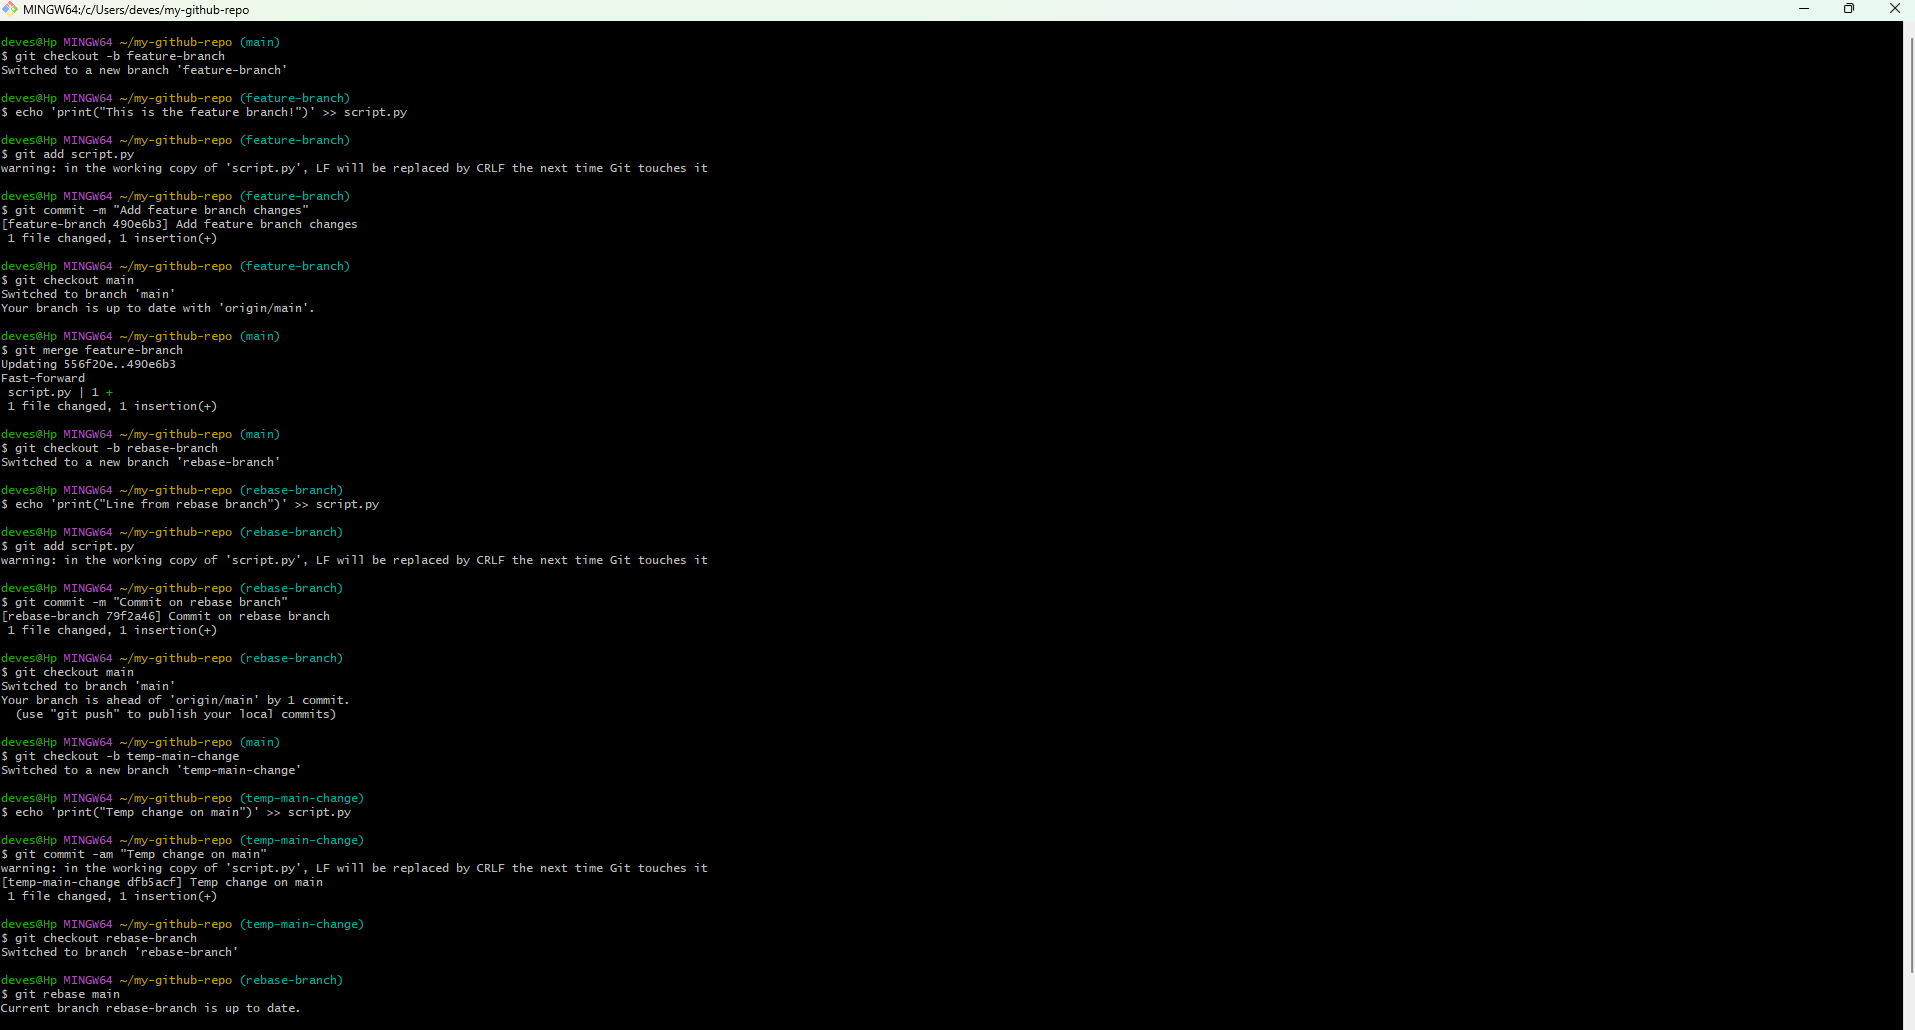 MINGW64:/c/Users/deves/my-github-repo
deves@Hp MINGW64 ~/my-github-repo (main)
$ git checkout -b feature-branch
Switched to a new branch 'feature-branch'
deves@Hp MINGW64 ~/my-github-repo (feature-branch)
$ echo 'print("This is the feature branch!")' >> script.py
deves@Hp MINGW64 ~/my-github-repo (feature-branch)
$ git add script.py
warning: in the working copy of 'script.py', LF will be replaced by CRLF the next time Git touches it
deves@Hp MINGW64 ~/my-github-repo (feature-branch)
$ git commit -m "Add feature branch changes"
[feature-branch 490e6b3] Add feature branch changes
 1 file changed, 1 insertion(+)
deves@Hp MINGW64 ~/my-github-repo (feature-branch)
$ git checkout main
Switched to branch 'main'
Your branch is up to date with 'origin/main'.
deves@Hp MINGW64 ~/my-github-repo (main)
$ git merge feature-branch
Updating 556f20e..490e6b3
Fast-forward
 script.py | 1 +
 1 file changed, 1 insertion(+)
deves@Hp MINGW64 ~/my-github-repo (main)
$ git checkout -b rebase-branch
Switched to a new branch 'rebase-branch'
deves@Hp MINGW64 ~/my-github-repo (rebase-branch)
$ echo 'print("Line from rebase branch")' >> script.py
deves@Hp MINGW64 ~/my-github-repo (rebase-branch)
$ git add script.py
warning: in the working copy of 'script.py', LF will be replaced by CRLF the next time Git touches it
deves@Hp MINGW64 ~/my-github-repo (rebase-branch)
$ git commit -m "Commit on rebase branch"
[rebase-branch 79f2a46] Commit on rebase branch
 1 file changed, 1 insertion(+)
deves@Hp MINGW64 ~/my-github-repo (rebase-branch)
$ git checkout main
Switched to branch 'main'
Your branch is ahead of 'origin/main' by 1 commit.
  (use "git push" to publish your local commits)
deves@Hp MINGW64 ~/my-github-repo (main)
$ git checkout -b temp-main-change
Switched to a new branch 'temp-main-change'
deves@Hp MINGW64 ~/my-github-repo (temp-main-change)
$ echo 'print("Temp change on main")' >> script.py
deves@Hp MINGW64 ~/my-github-repo (temp-main-change)
$ git commit -am "Temp change on main"
warning: in the working copy of 'script.py', LF will be replaced by CRLF the next time Git touches it
[temp-main-change dfb5acf] Temp change on main
 1 file changed, 1 insertion(+)
deves@Hp MINGW64 ~/my-github-repo (temp-main-change)
$ git checkout rebase-branch
Switched to branch 'rebase-branch'
deves@Hp MINGW64 ~/my-github-repo (rebase-branch)
$ git rebase main
Current branch rebase-branch is up to date.